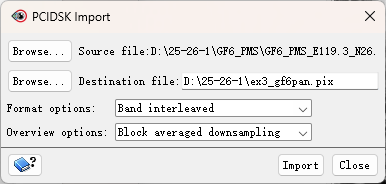 PCIDSK Import
Browse... Source file:D:\25-26-1\GF6_PMS\GF6_PMS_E119.3_N26.
Browse... Destination file: D:\25-26-1\ex3_gf6pan.pix
Format options: Band interleaved
Overview options: Block averaged downsampling
? Import Close